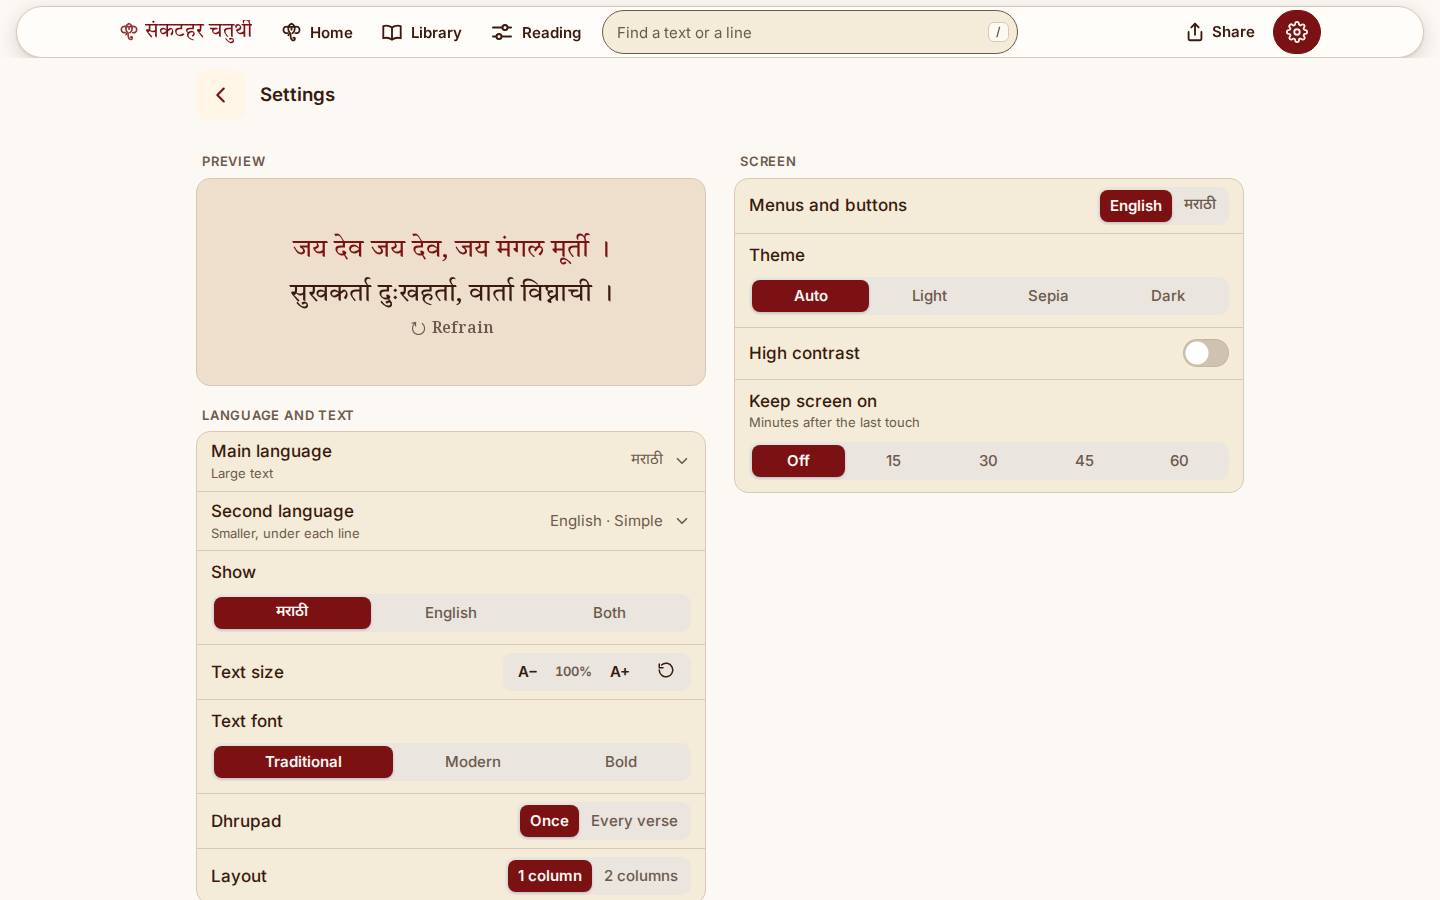 संकटहर चतुर्थी Home Library Reading Find a text or a line / Share
Settings
PREVIEW
जय देव जय देव, जय मंगल मूर्ती ।
सुखकर्ता दुःखहर्ता, वार्ता विघ्नाची ।
Refrain
LANGUAGE AND TEXT
Main language
Large text
मराठी
Second language
Smaller, under each line
English · Simple
Show
मराठी English Both
Text size A− 100% A+
Text font
Traditional Modern Bold
Dhrupad Once Every verse
Layout 1 column 2 columns
SCREEN
Menus and buttons English मराठी
Theme
Auto Light Sepia Dark
High contrast
Keep screen on
Minutes after the last touch
Off 15 30 45 60